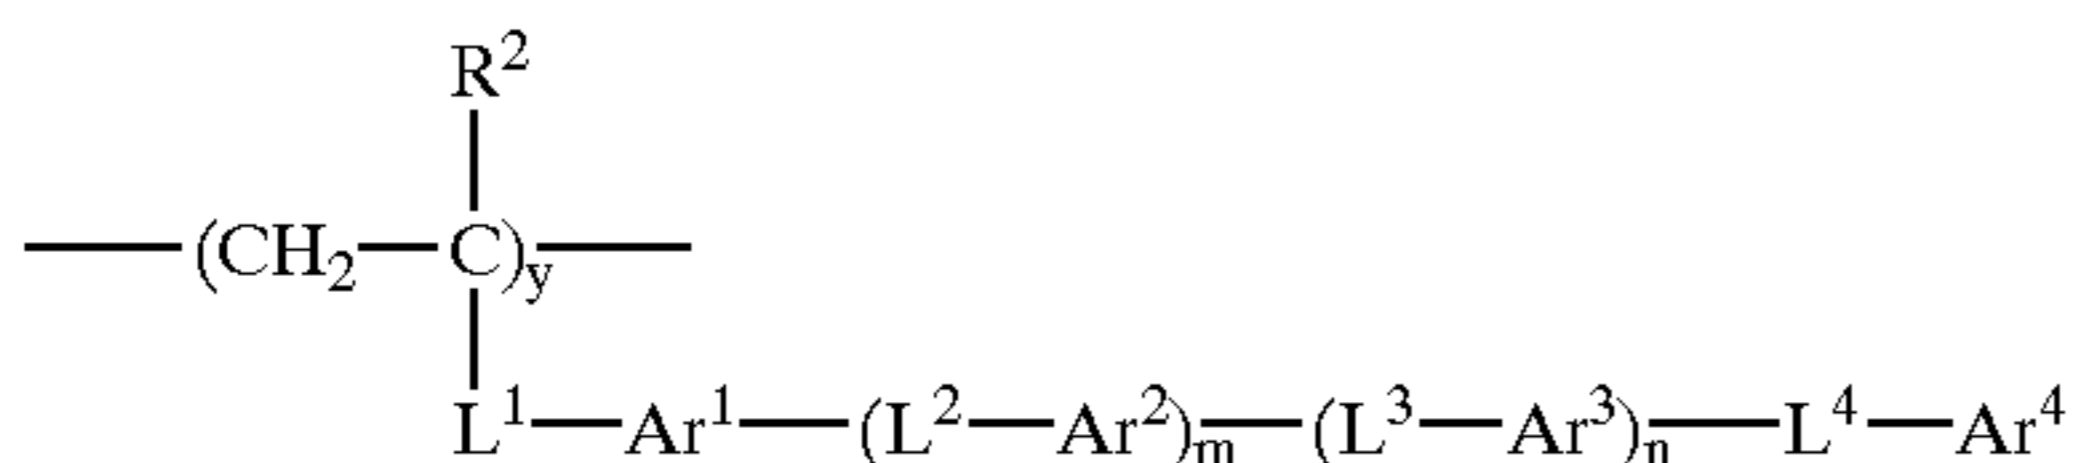 R²
(CH₂—C)y
L¹—Ar¹—(L²—Ar²)m—(L³—Ar³)n—L⁴—Ar⁴